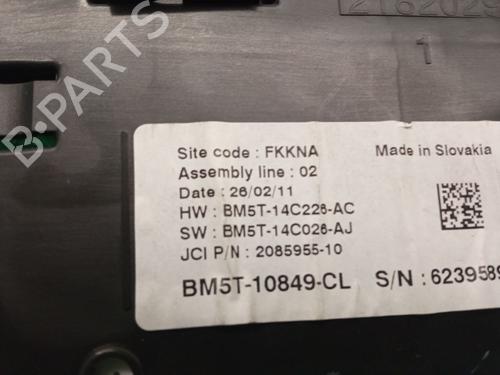 B-PARTS
1
Site code : FKKNA
Made in Slovakia
Assembly line : 02
Date : 26/02/11
HW : BM5T-14C226-AC
SW : BM5T-14C026-AJ
JCI P/N : 2085955-10
BM5T-10849-CL
S/N : 6239589